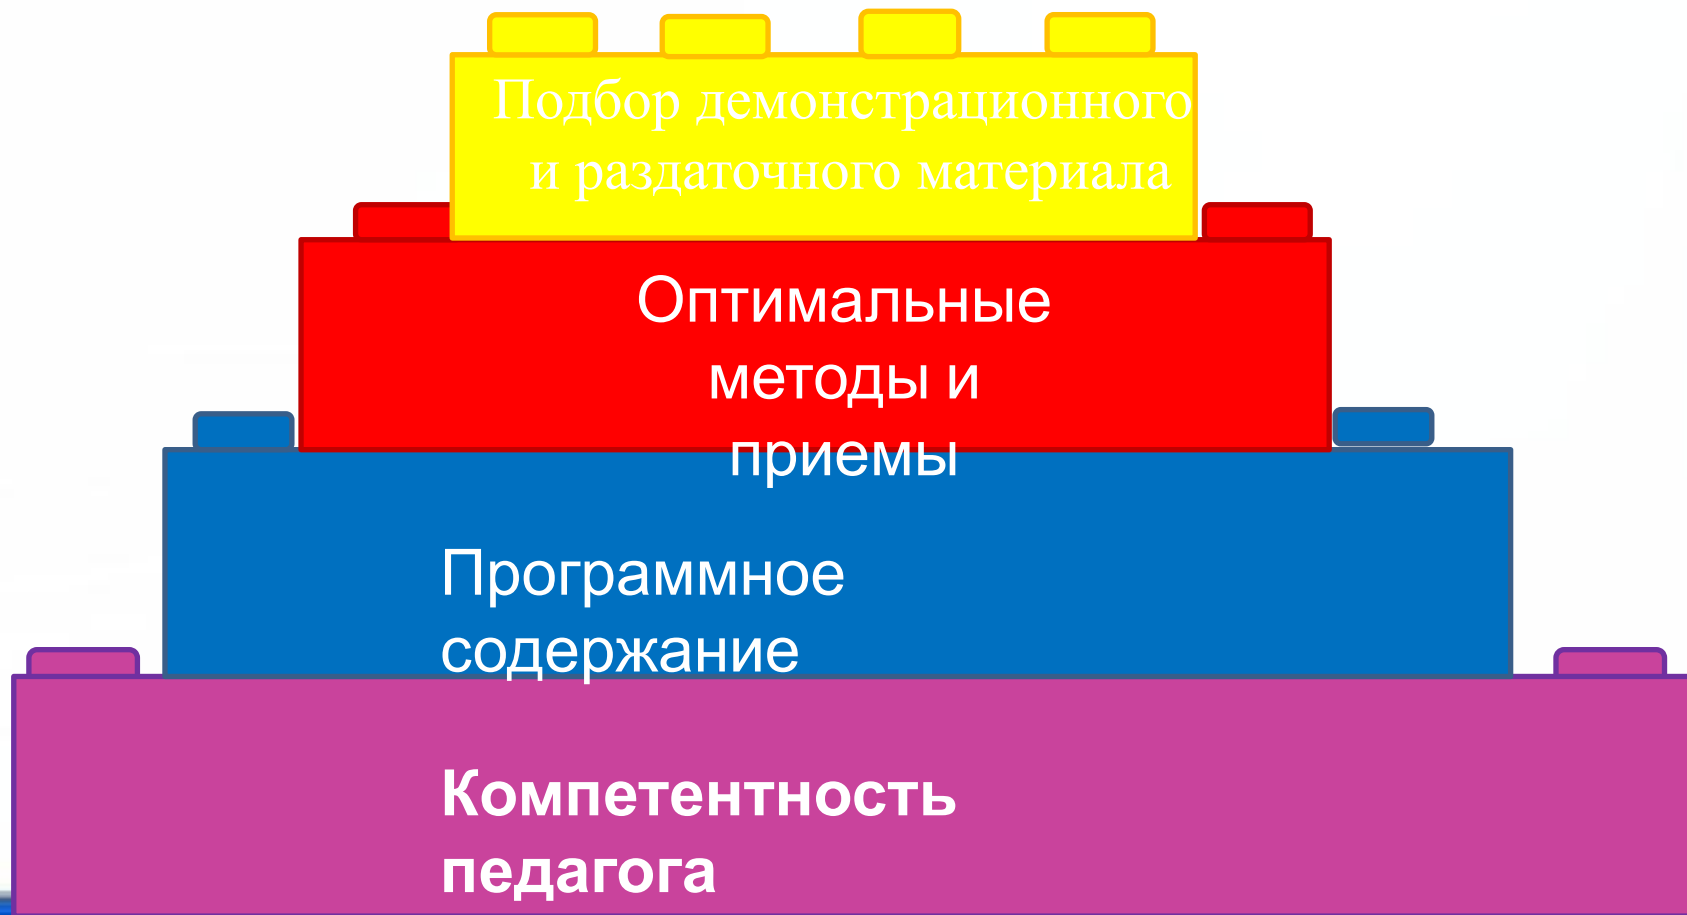 Подбор демонстрационного
и раздаточного материала
Оптимальные
методы и
приемы
Программное
содержание
Компетентность
педагога